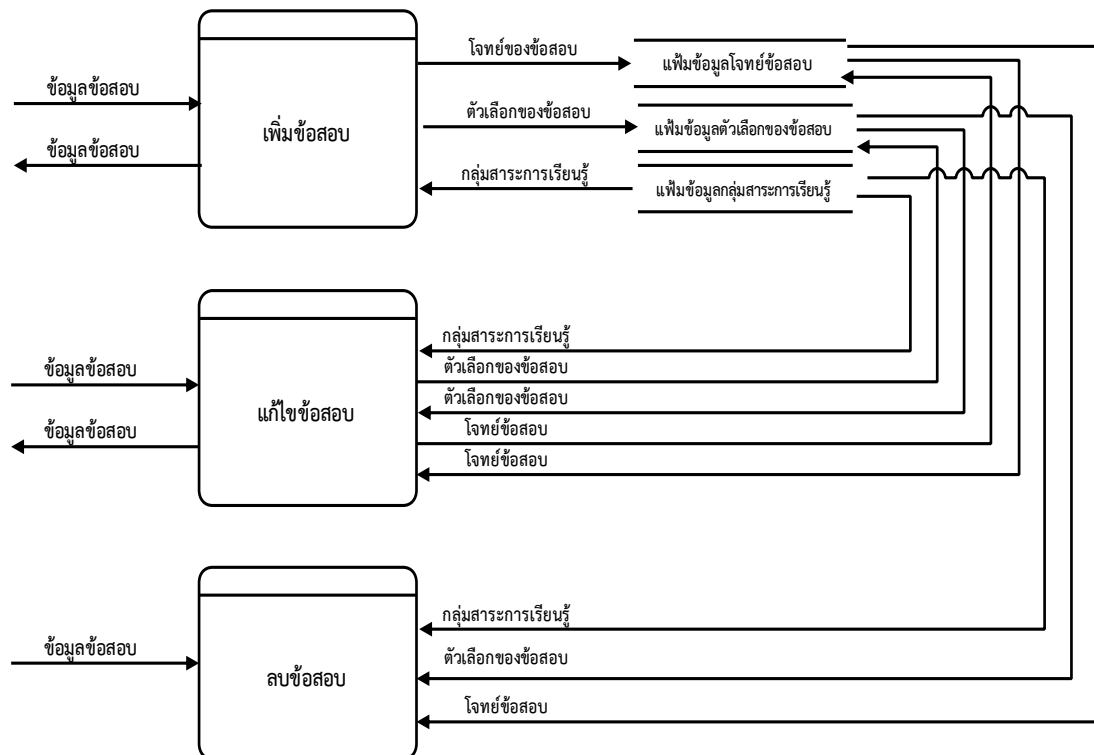 โจทย์ของข้อสอบ
แฟ้มข้อมูลโจทย์ข้อสอบ
ข้อมูลข้อสอบ
ตัวเลือกของข้อสอบ
แฟ้มข้อมูลตัวเลือกของข้อสอบ
เพิ่มข้อสอบ
ข้อมูลข้อสอบ
กลุ่มสาระการเรียนรู้
แฟ้มข้อมูลกลุ่มสาระการเรียนรู้
กลุ่มสาระการเรียนรู้
ข้อมูลข้อสอบ
ตัวเลือกของข้อสอบ
ตัวเลือกของข้อสอบ
แก้ไขข้อสอบ
ข้อมูลข้อสอบ
โจทย์ข้อสอบ
โจทย์ข้อสอบ
กลุ่มสาระการเรียนรู้
ข้อมูลข้อสอบ
ตัวเลือกของข้อสอบ
ลบข้อสอบ
โจทย์ข้อสอบ